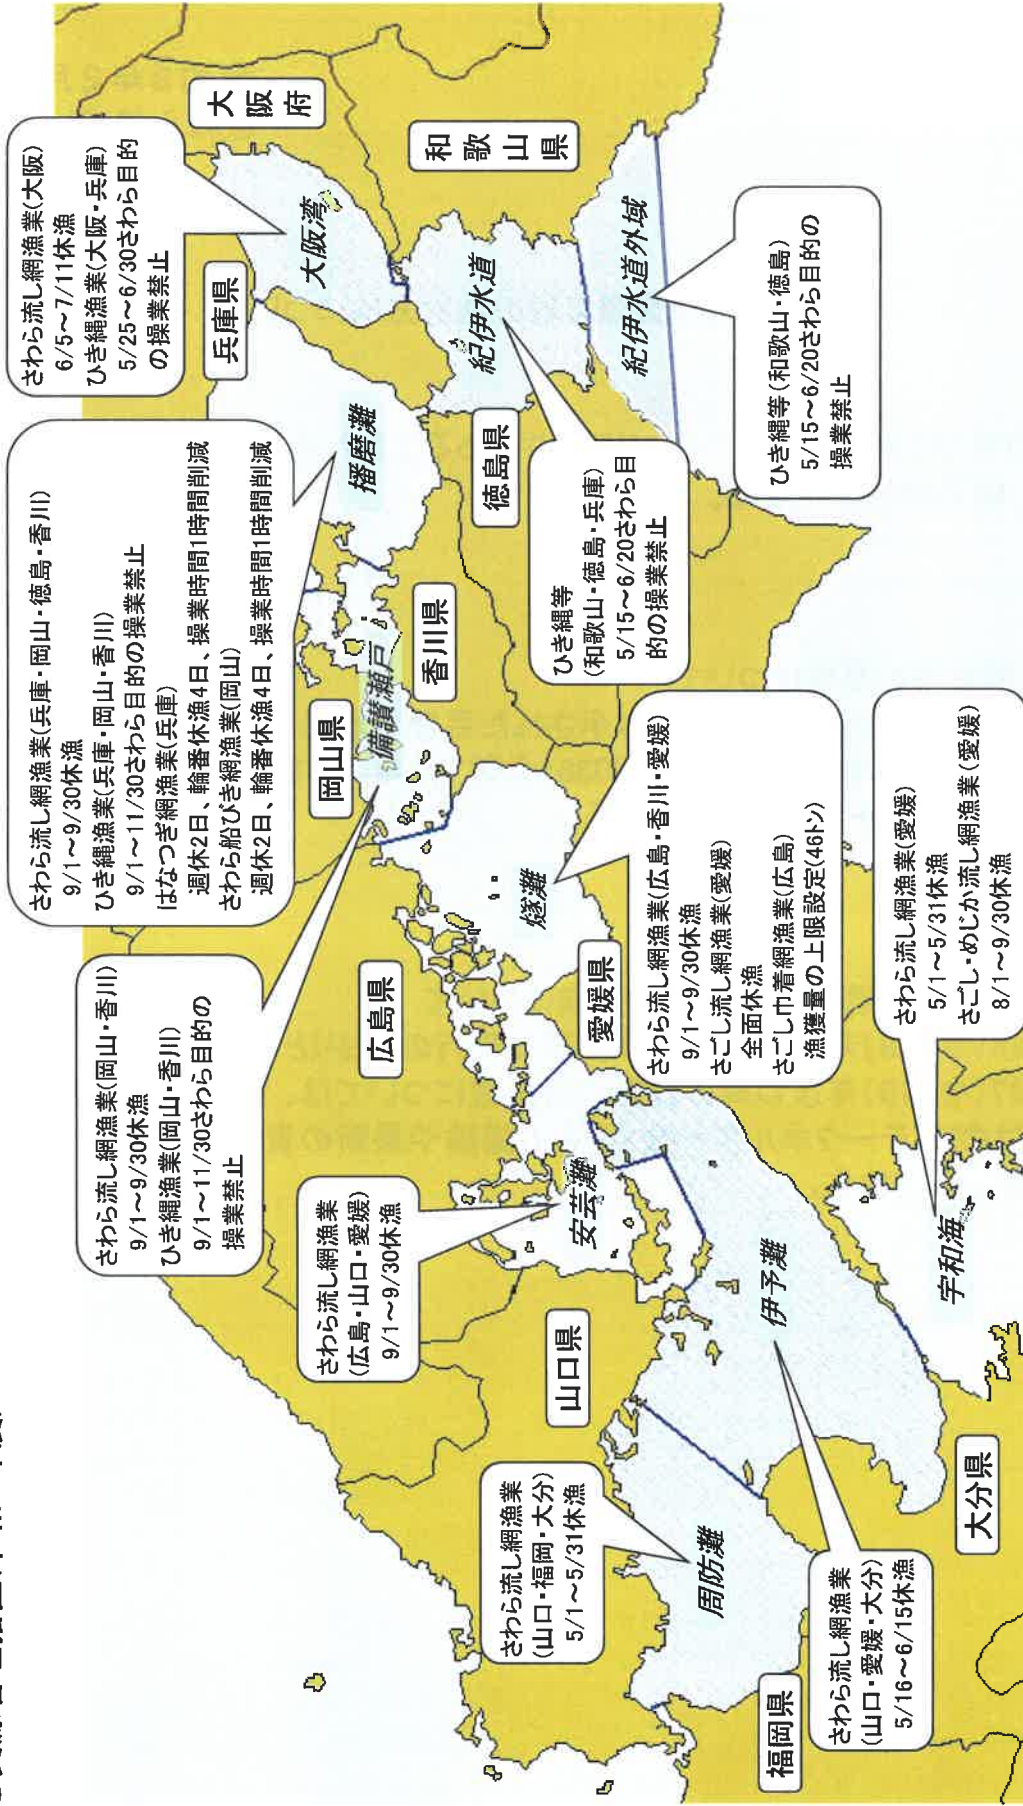 さわら流し網漁業(大阪)
6/5～7/11休漁
ひき縄漁業(大阪・兵庫)
5/25～6/30さわら目的
の操業禁止
大阪府
兵庫県
大阪湾
和歌山県
さわら流し網漁業(兵庫・岡山・徳島・香川)
9/1～9/30休漁
ひき縄漁業(兵庫・岡山・香川)
9/1～11/30さわら目的の操業禁止
はなつぎ網漁業(兵庫)
週休2日、輪番休漁4日、操業時間1時間削減
さわら船びき網漁業(岡山)
週休2日、輪番休漁4日、操業時間1時間削減
播磨灘
紀伊水道
紀伊水道外域
徳島県
ひき縄等
(和歌山・徳島・兵庫)
5/15～6/20さわら目
的の操業禁止
ひき縄等(和歌山・徳島)
5/15～6/20さわら目的の
操業禁止
さわら流し網漁業(岡山・香川)
9/1～9/30休漁
ひき縄漁業(岡山・香川)
9/1～11/30さわら目的の
操業禁止
岡山県
備讃瀬戸
香川県
広島県
燧灘
愛媛県
さわら流し網漁業(広島・香川・愛媛)
9/1～9/30休漁
さごし流し網漁業(愛媛)
全面休漁
さごし巾着網漁業(広島)
漁獲量の上限設定(46トン)
さわら流し網漁業
(広島・山口・愛媛)
9/1～9/30休漁
安芸灘
山口県
伊予灘
さわら流し網漁業(愛媛)
5/1～5/31休漁
さごし・めじか流し網漁業(愛媛)
8/1～9/30休漁
宇和海
さわら流し網漁業
(山口・福岡・大分)
5/1～5/31休漁
周防灘
さわら流し網漁業
(山口・愛媛・大分)
5/16～6/15休漁
福岡県
大分県